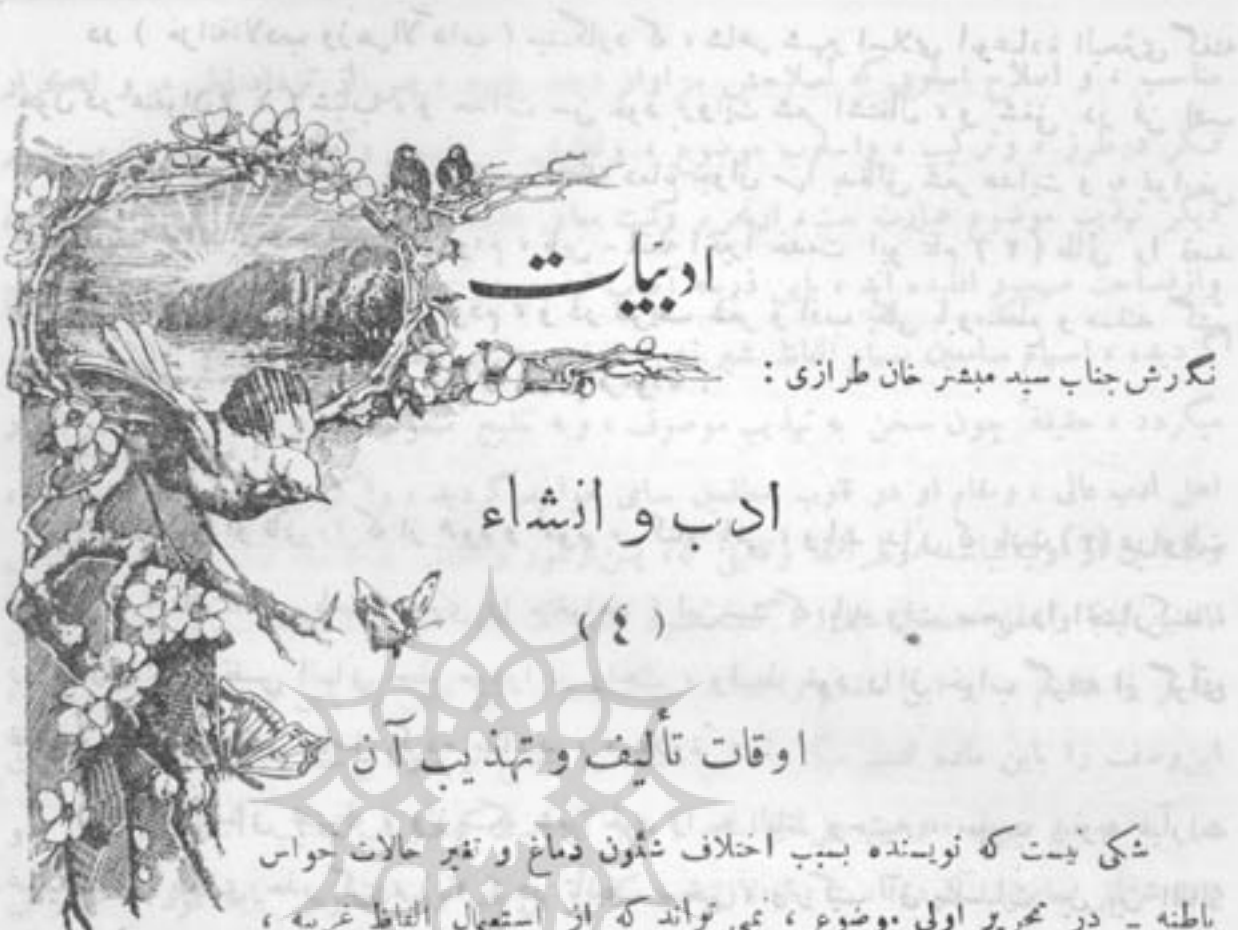 ادبیات
نگارش جناب سید مبشر خان طرازی :
ادب و انشاء
( ٤ )
اوقات تألیف و تهذیب آن
شکی نیست که نویسنده بسبب اختلاف شئون دماغ و تغیر حالات حواس
باطنه ـ در تحریر اولی موضوع ، نمی تواند که از استعمال الفاظ غریبه ،